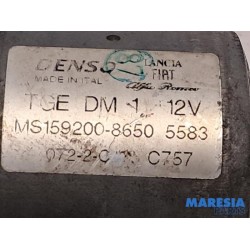 DENSO
LANCIA
FIAT
Alfa Romeo
MADE IN ITALY
TGE DM 1 12V
MS159200-8650 5583
C757
MARESIA